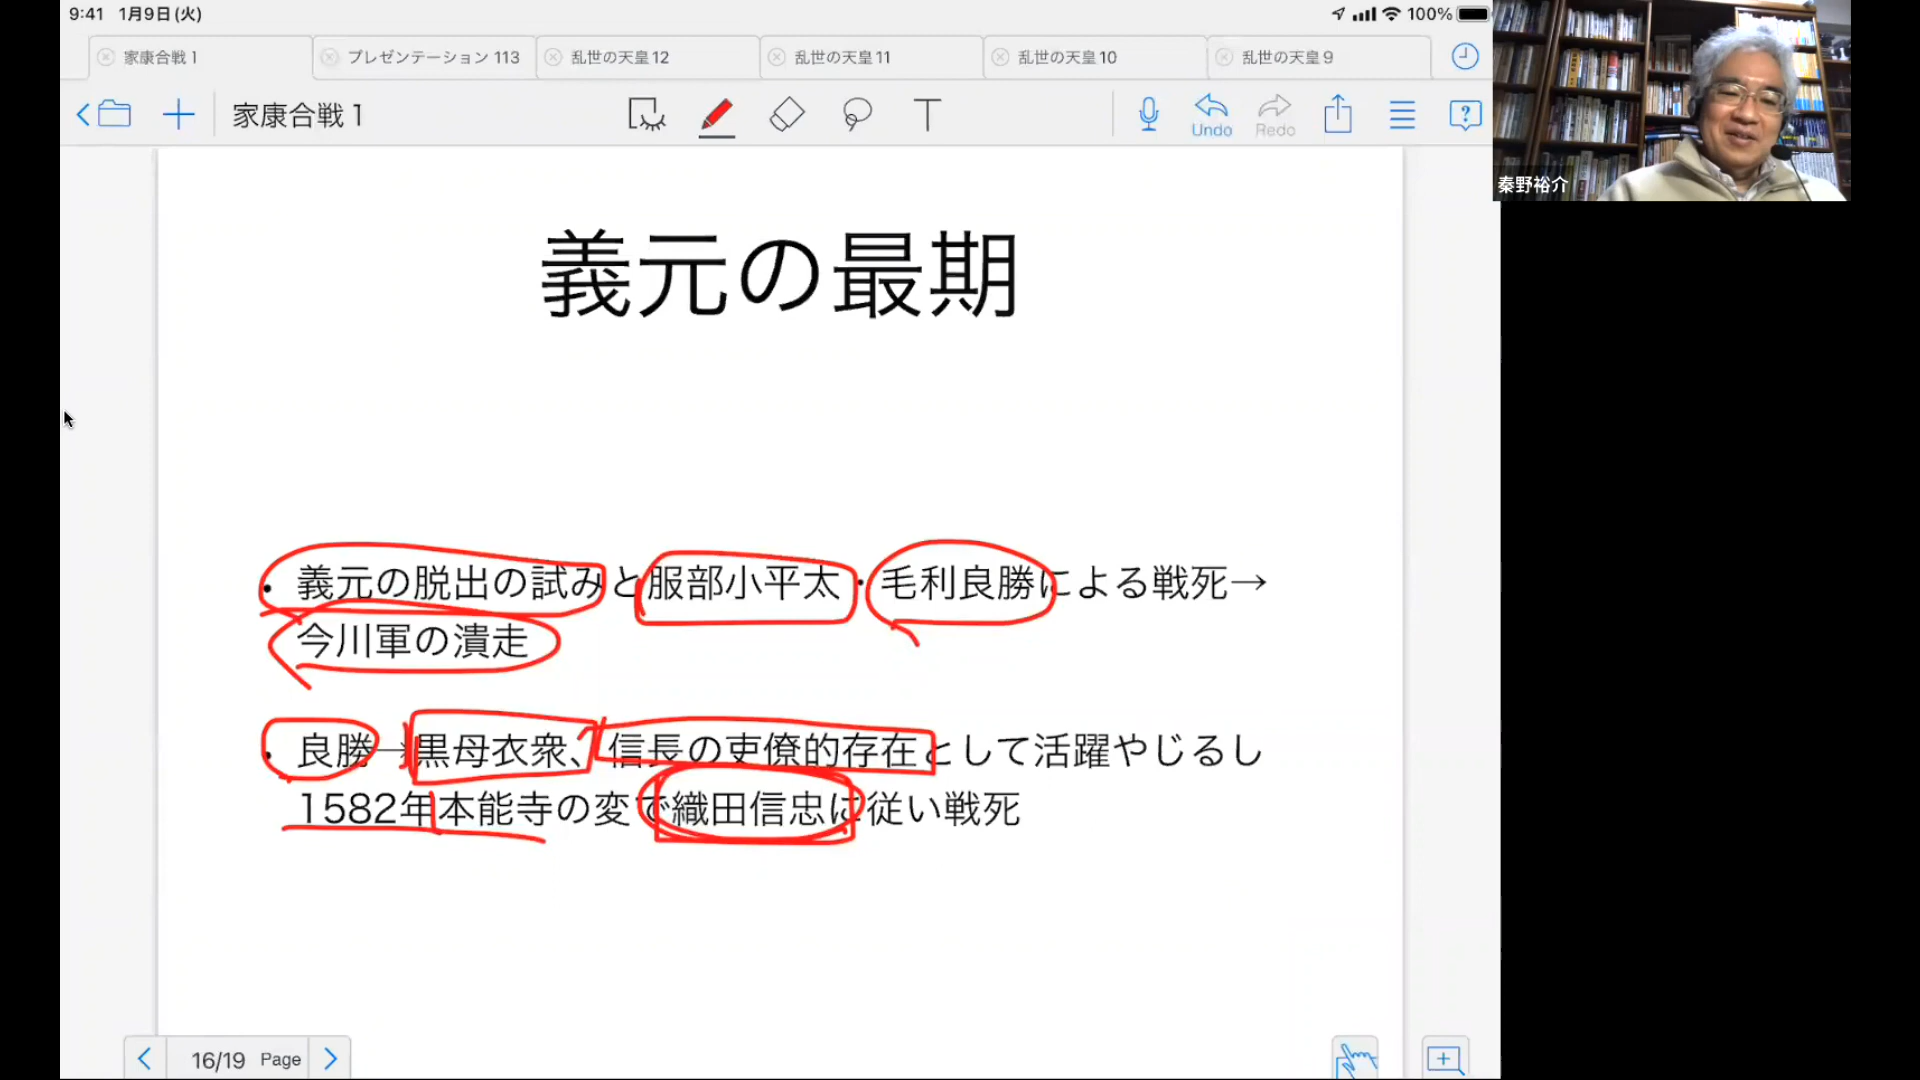 9:41 1月9日(火)
100%
家康合戦 1
プレゼンテーション 113
乱世の天皇12
乱世の天皇11
乱世の天皇10
乱世の天皇9
家康合戦 1
T
Undo
Redo
?
秦野裕介
義元の最期
・義元の脱出の試みと服部小平太・毛利良勝による戦死→
今川軍の潰走
・良勝→黒母衣衆、信長の吏僚的存在として活躍やじるし
1582年本能寺の変で織田信忠に従い戦死
16/19 Page